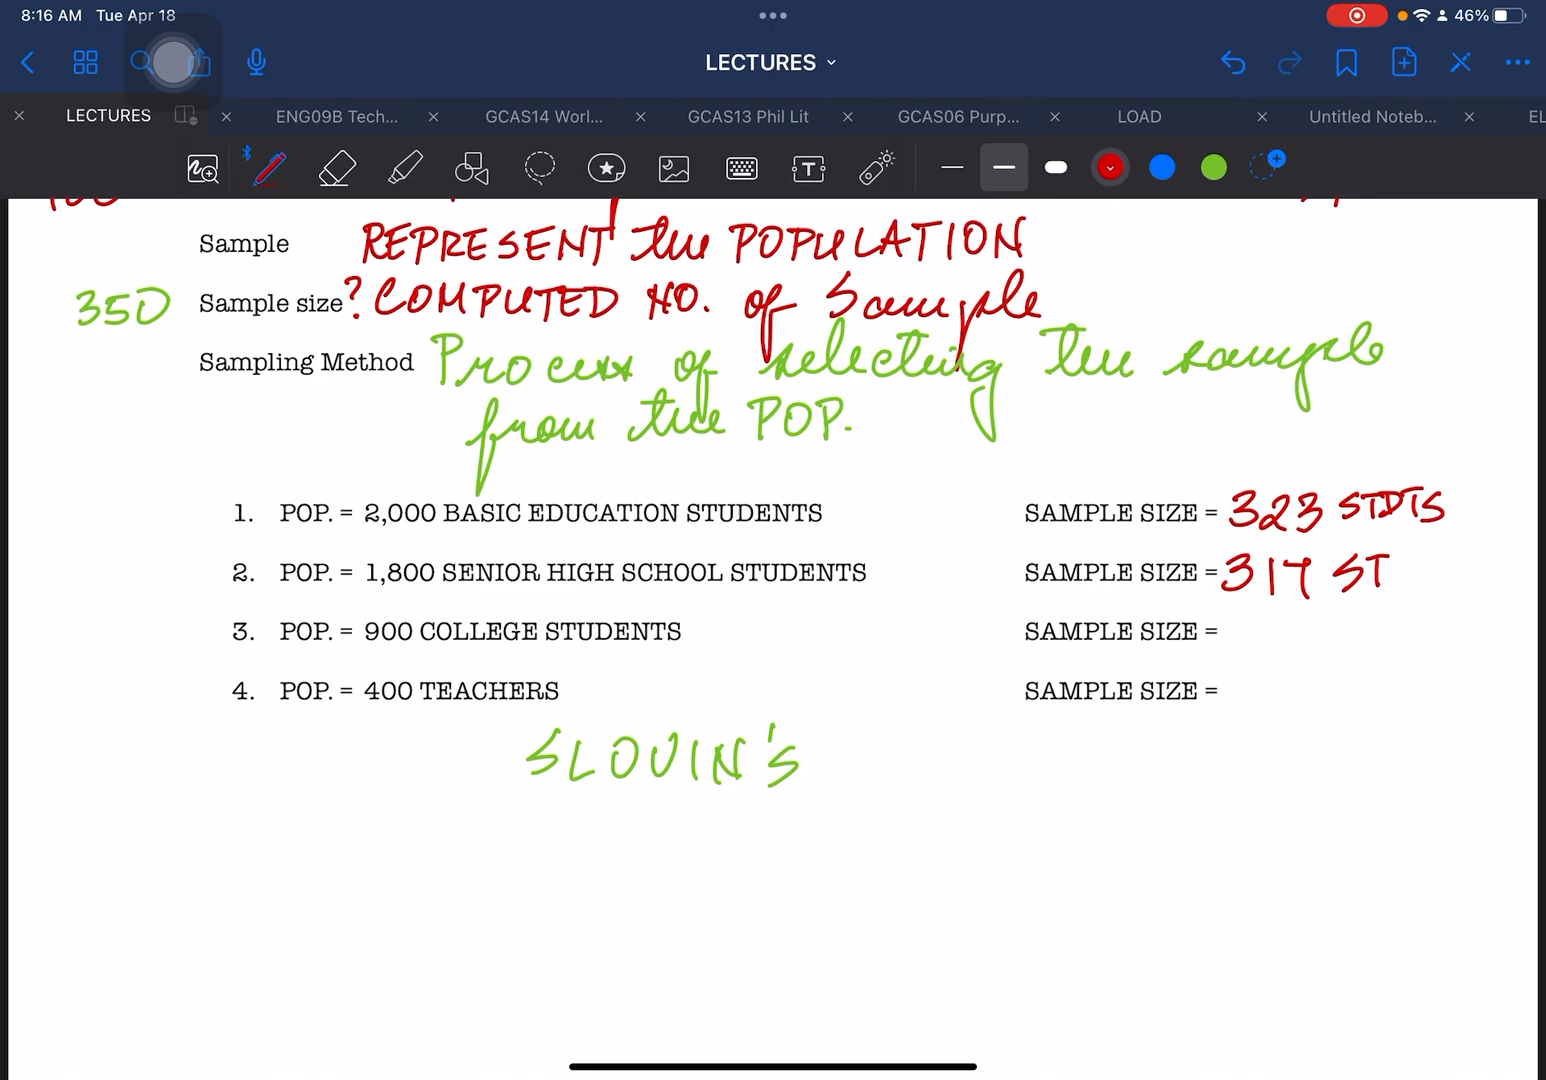 8:16 AM Tue Apr 18
46%
LECTURES
LECTURES
ENG09B Tech...
GCAS14 Worl...
GCAS13 Phil Lit
GCAS06 Purp...
LOAD
Untitled Noteb...
EL
Sample REPRESENT the POPULATION
350 Sample size ? COMPUTED NO. of Sample
Sampling Method Process of selecting the sample
from the POP.
1. POP. = 2,000 BASIC EDUCATION STUDENTS SAMPLE SIZE = 323 STDTS
2. POP. = 1,800 SENIOR HIGH SCHOOL STUDENTS SAMPLE SIZE = 317 ST
3. POP. = 900 COLLEGE STUDENTS SAMPLE SIZE =
4. POP. = 400 TEACHERS SAMPLE SIZE =
SLOVIN'S